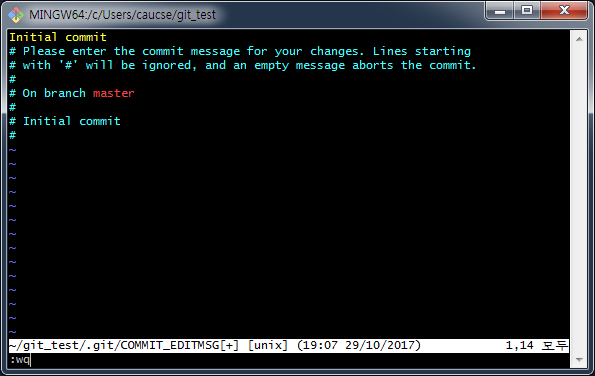 MINGW64:/c/Users/caucse/git_test
Initial commit
# Please enter the commit message for your changes. Lines starting
# with '#' will be ignored, and an empty message aborts the commit.
#
# On branch master
#
# Initial commit
#
~
~
~
~
~
~
~
~
~
~
~
~
~
~
~/git_test/.git/COMMIT_EDITMSG[+] [unix] (19:07 29/10/2017) 1,14 모두
:wq